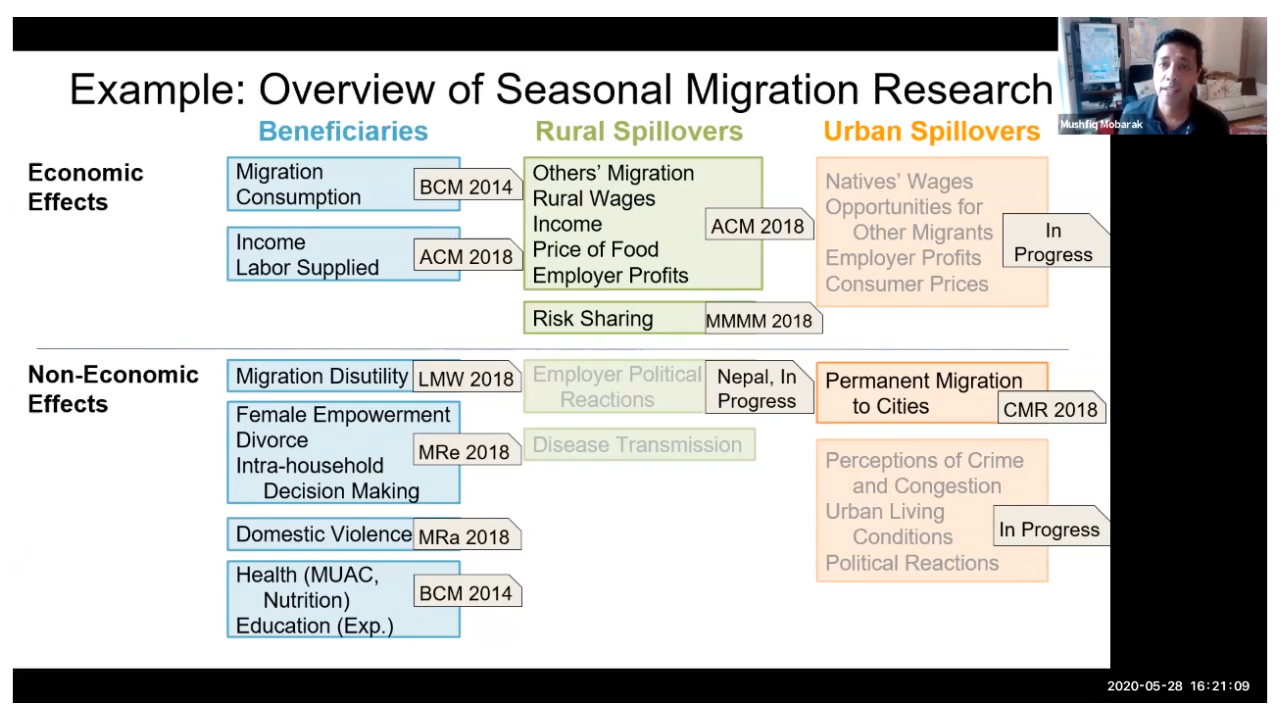 Example: Overview of Seasonal Migration Research
Mushfiq Mobarak
Beneficiaries
Rural Spillovers
Urban Spillovers
Economic
Effects
Migration
Consumption
BCM 2014
Income
Labor Supplied
ACM 2018
Others' Migration
Rural Wages
Income
Price of Food
Employer Profits
ACM 2018
Risk Sharing
MMMM 2018
Natives' Wages
Opportunities for
Other Migrants
Employer Profits
Consumer Prices
In
Progress
Non-Economic
Effects
Migration Disutility
LMW 2018
Female Empowerment
Divorce
Intra-household
Decision Making
MRe 2018
Domestic Violence
MRa 2018
Health (MUAC,
Nutrition)
Education (Exp.)
BCM 2014
Employer Political
Reactions
Nepal, In
Progress
Disease Transmission
Permanent Migration
to Cities
CMR 2018
Perceptions of Crime
and Congestion
Urban Living
Conditions
Political Reactions
In Progress
2020-05-28 16:21:09